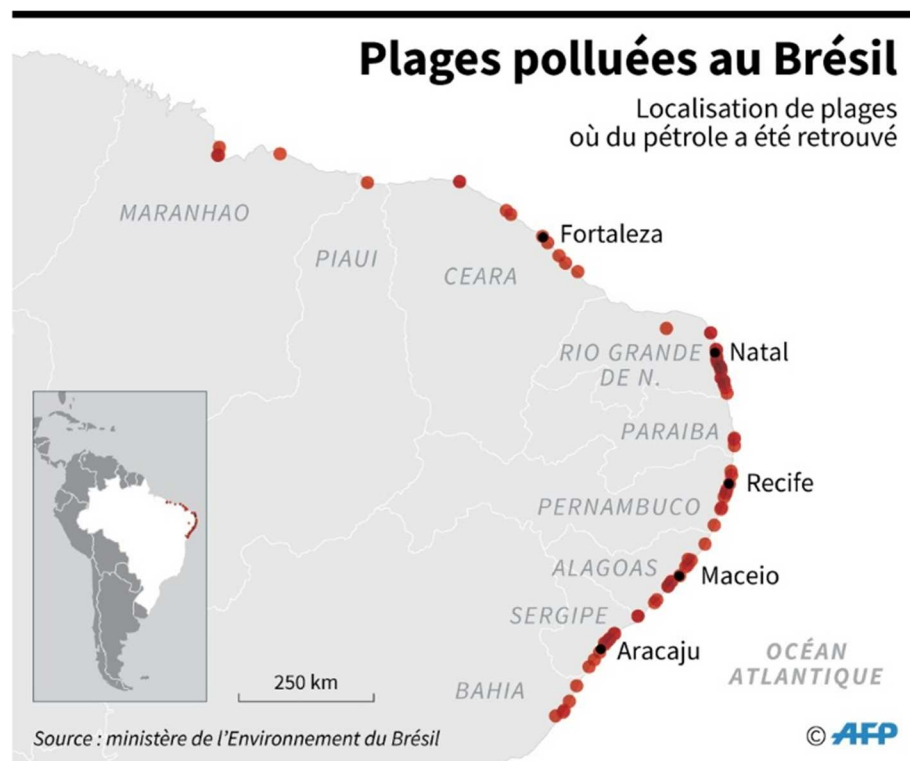 Plages polluées au Brésil
Localisation de plages
où du pétrole a été retrouvé
MARANHAO
PIAUI
CEARA
Fortaleza
RIO GRANDE
DE N.
Natal
PARAIBA
Recife
PERNAMBUCO
ALAGOAS
Maceio
SERGIPE
Aracaju
OCÉAN
ATLANTIQUE
BAHIA
250 km
Source : ministère de l'Environnement du Brésil
© AFP